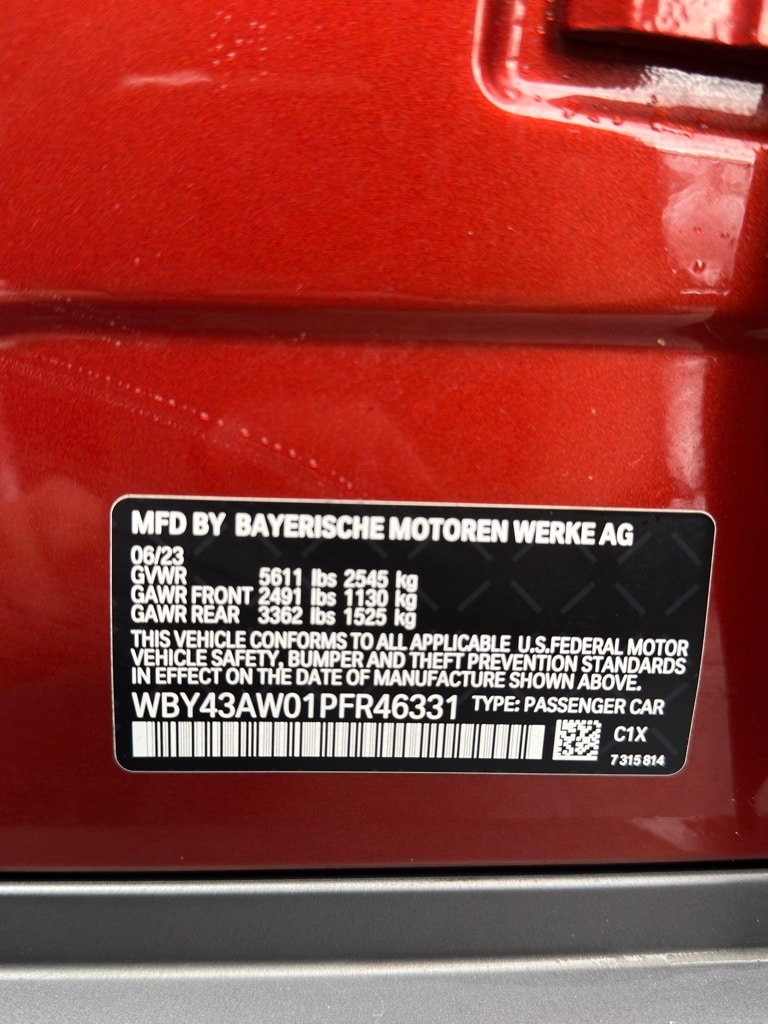 MFD BY BAYERISCHE MOTOREN WERKE AG
06/23
GVWR 5611 lbs 2545 kg
GAWR FRONT 2491 lbs 1130 kg
GAWR REAR 3362 lbs 1525 kg
THIS VEHICLE CONFORMS TO ALL APPLICABLE U.S.FEDERAL MOTOR
VEHICLE SAFETY, BUMPER AND THEFT PREVENTION STANDARDS
IN EFFECT ON THE DATE OF MANUFACTURE SHOWN ABOVE.
WBY43AW01PFR46331 TYPE: PASSENGER CAR
C1X
7 315 814